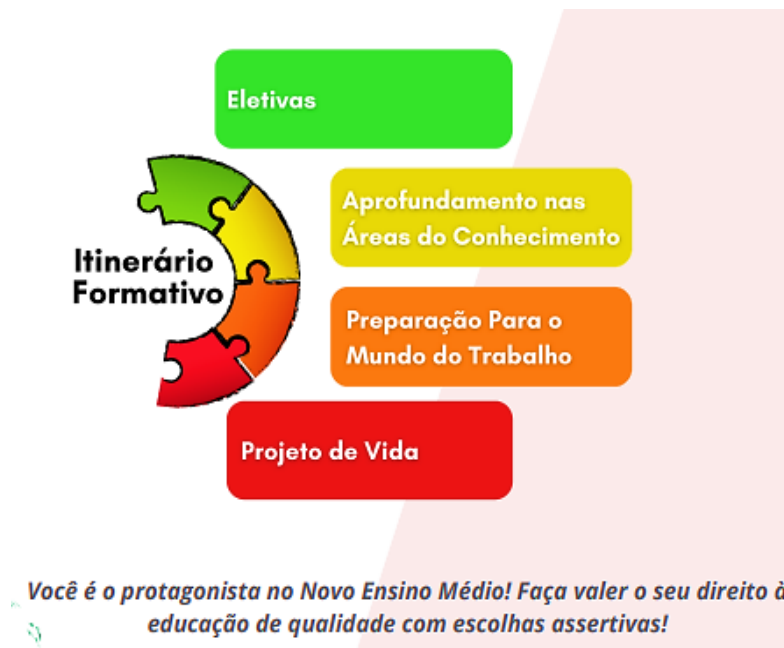 Eletivas
Aprofundamento nas
Áreas do Conhecimento
Itinerário
Formativo
Preparação Para o
Mundo do Trabalho
Projeto de Vida
Você é o protagonista no Novo Ensino Médio! Faça valer o seu direito à
educação de qualidade com escolhas assertivas!